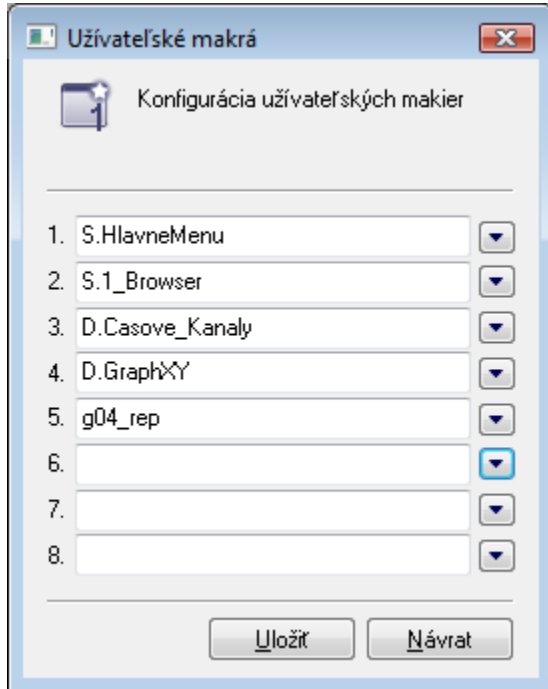 Užívateľské makrá
1
Konfigurácia užívateľských makier
1. S.HlavneMenu
2. S.1_Browser
3. D.Casove_Kanaly
4. D.GraphXY
5. g04_rep
6.
7.
8.
Uložiť Návrat